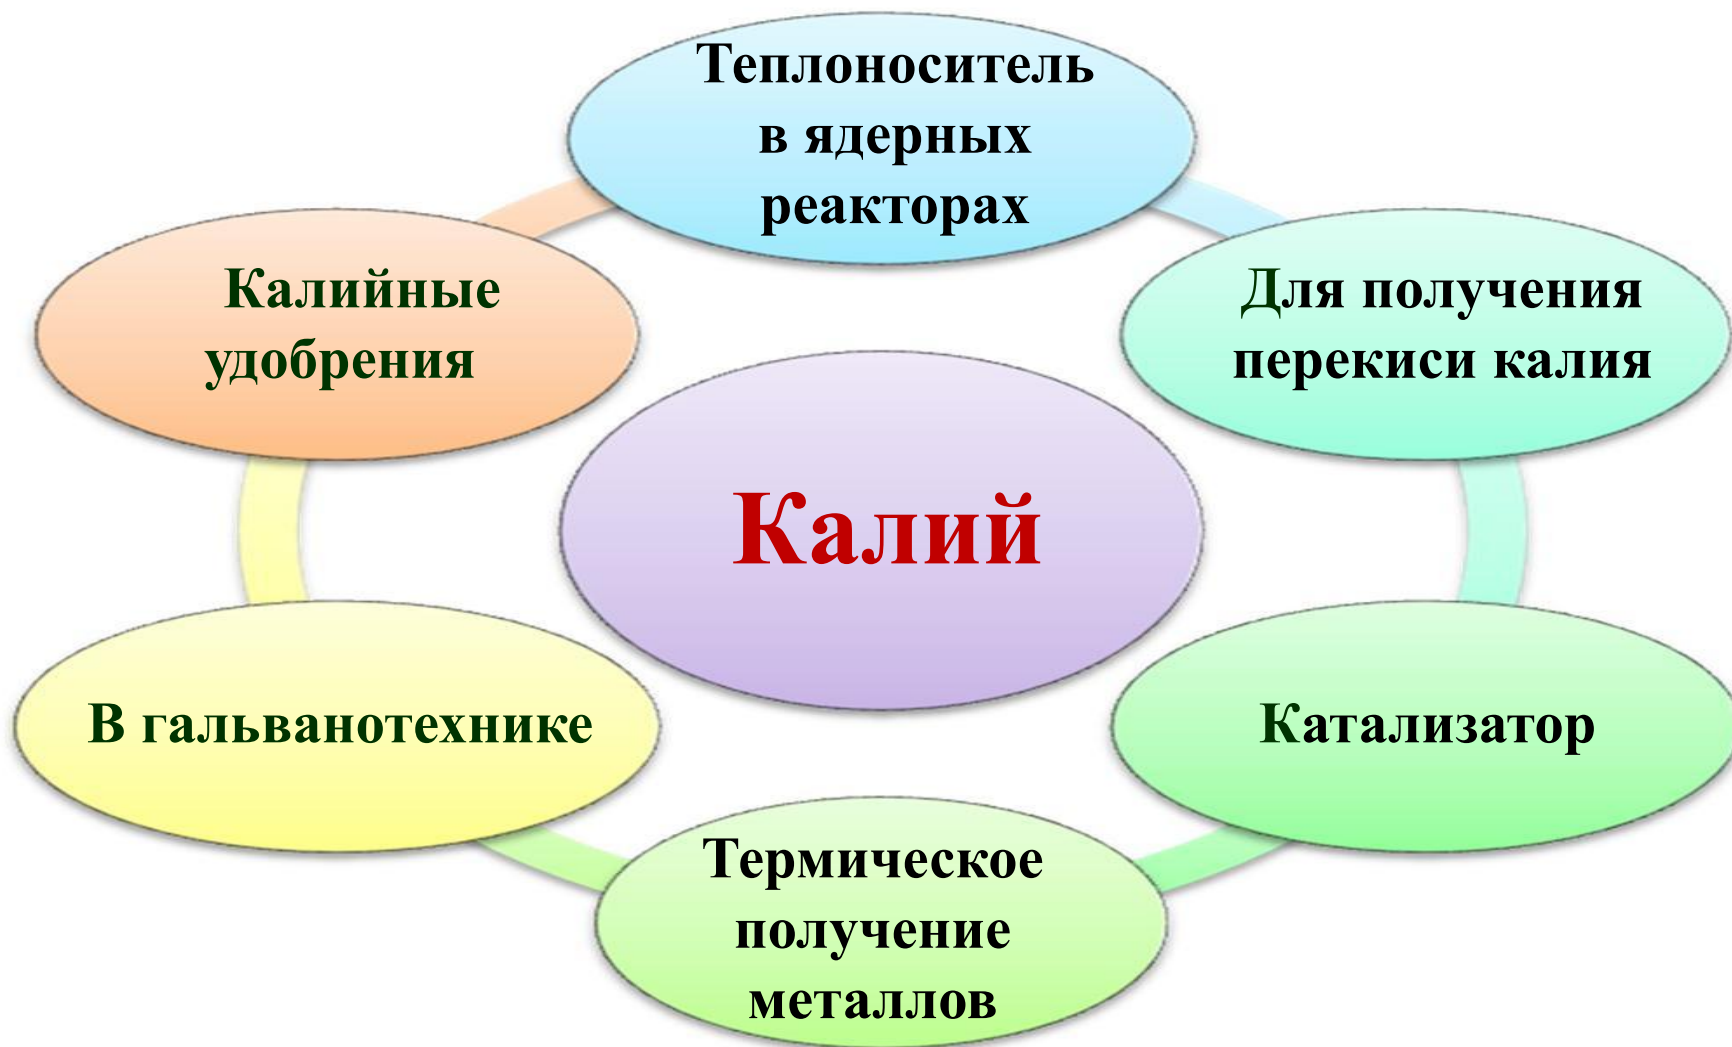 Теплоноситель
в ядерных
реакторах
Калийные
удобрения
Для получения
перекиси калия
Калий
В гальванотехнике
Катализатор
Термическое
получение
металлов